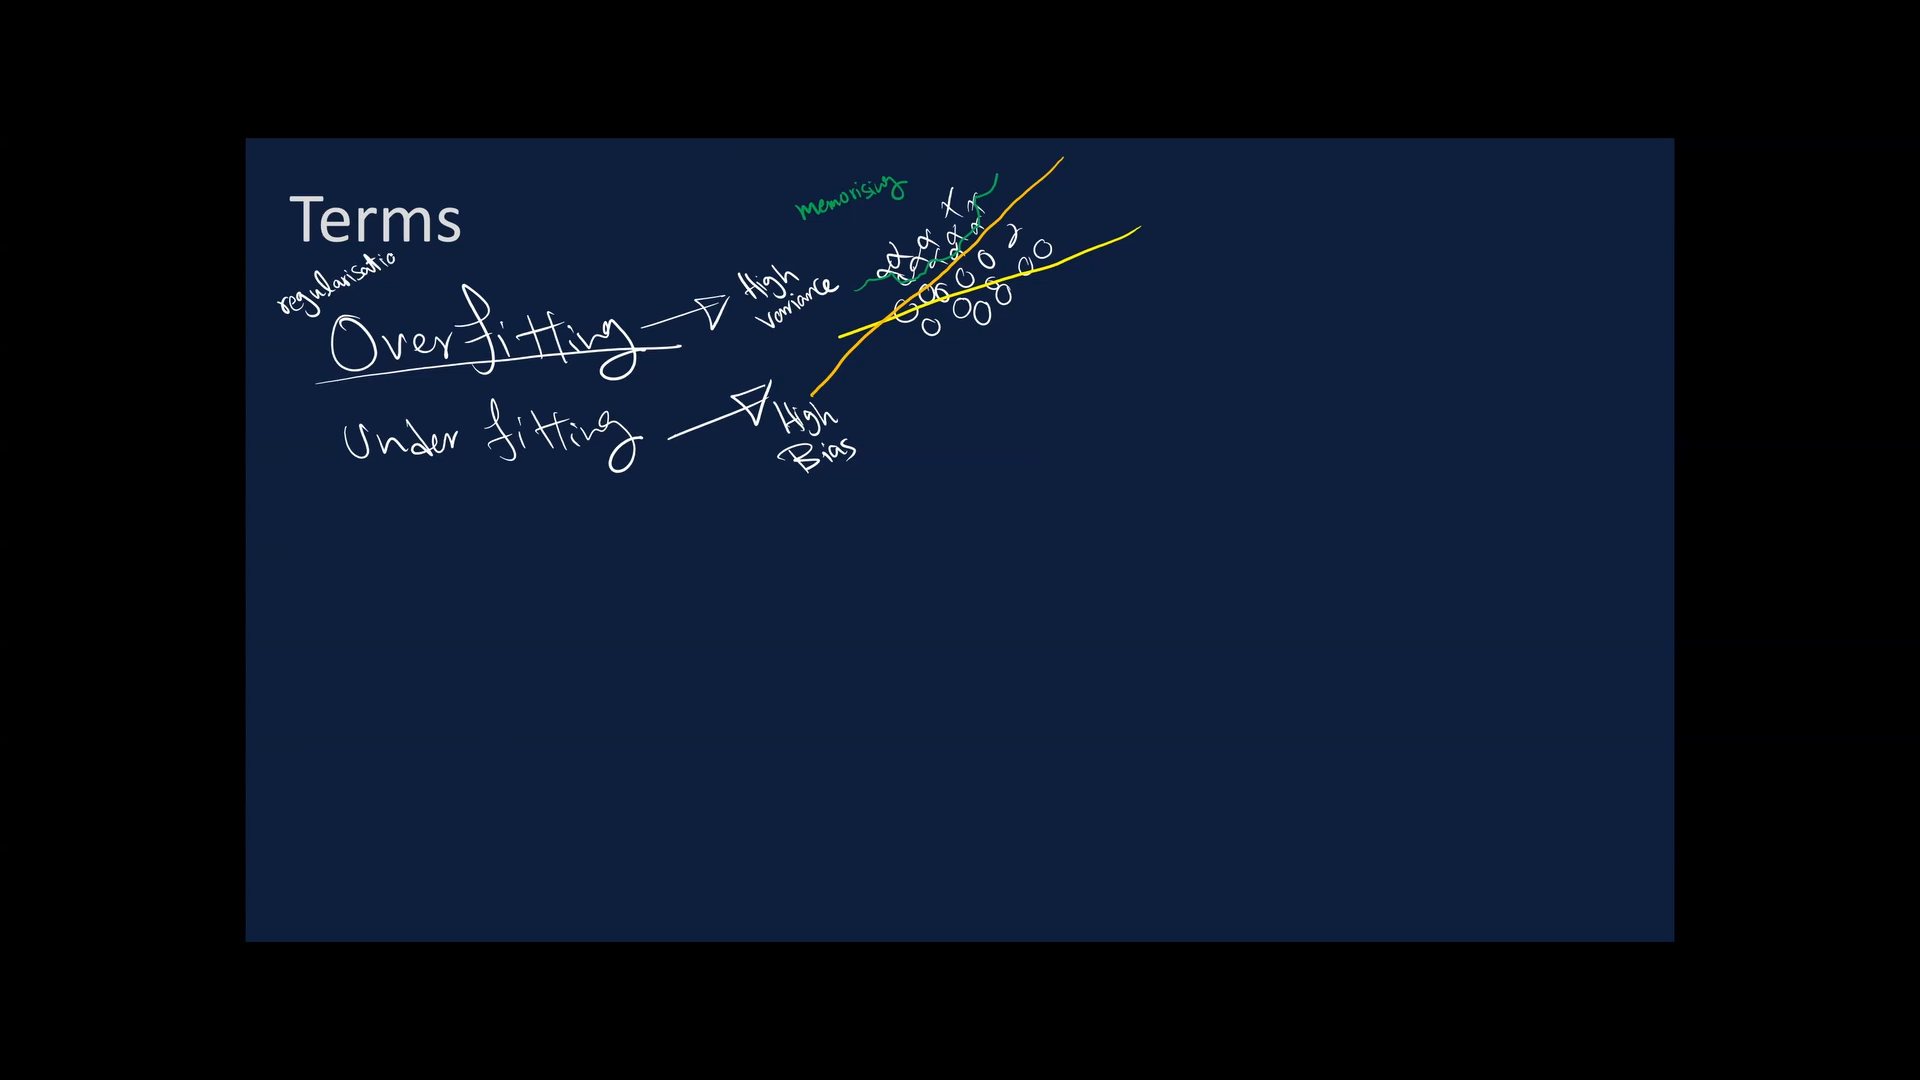 Terms
regularisatio
Overfitting
High
variance
memorising
Under fitting
High
Bias